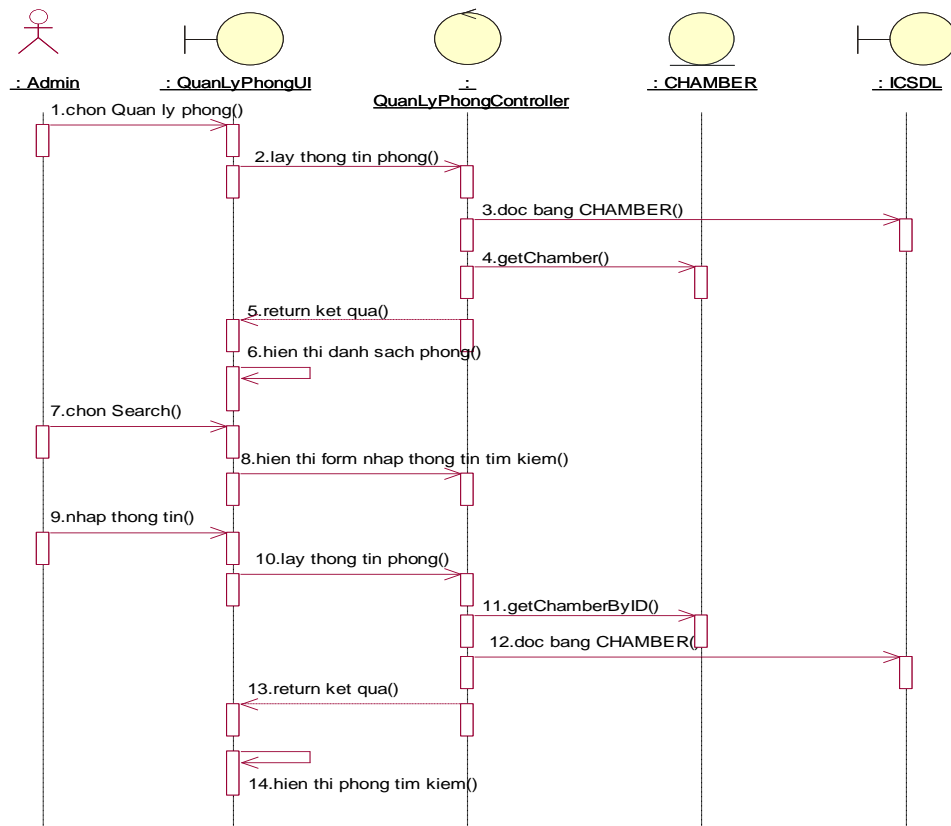 : Admin
: QuanLyPhongUI
:
QuanLyPhongController
: CHAMBER
: ICSDL
1.chon Quan ly phong()
2.lay thong tin phong()
3.doc bang CHAMBER()
4.getChamber()
5.return ket qua()
6.hien thi danh sach phong()
7.chon Search()
8.hien thi form nhap thong tin tim kiem()
9.nhap thong tin()
10.lay thong tin phong()
11.getChamberByID()
12.doc bang CHAMBER()
13.return ket qua()
14.hien thi phong tim kiem()